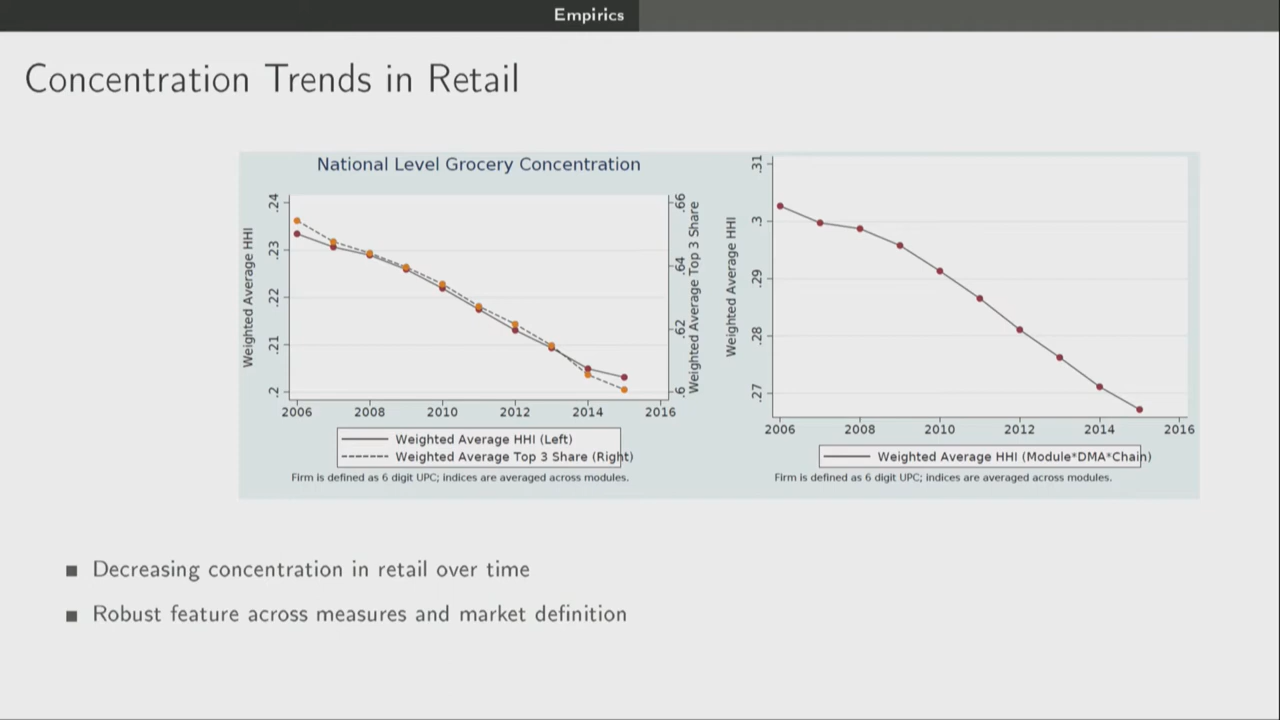 Empirics
Concentration Trends in Retail
National Level Grocery Concentration
Weighted Average HHI
.24
.23
.22
.21
.2
.66
.64
.62
.6
Weighted Average Top 3 Share
2006 2008 2010 2012 2014 2016
Weighted Average HHI (Left)
Weighted Average Top 3 Share (Right)
Firm is defined as 6 digit UPC; indices are averaged across modules.
Weighted Average HHI
.31
.3
.29
.28
.27
2006 2008 2010 2012 2014 2016
Weighted Average HHI (Module*DMA*Chain)
Firm is defined as 6 digit UPC; indices are averaged across modules.
Decreasing concentration in retail over time
Robust feature across measures and market definition